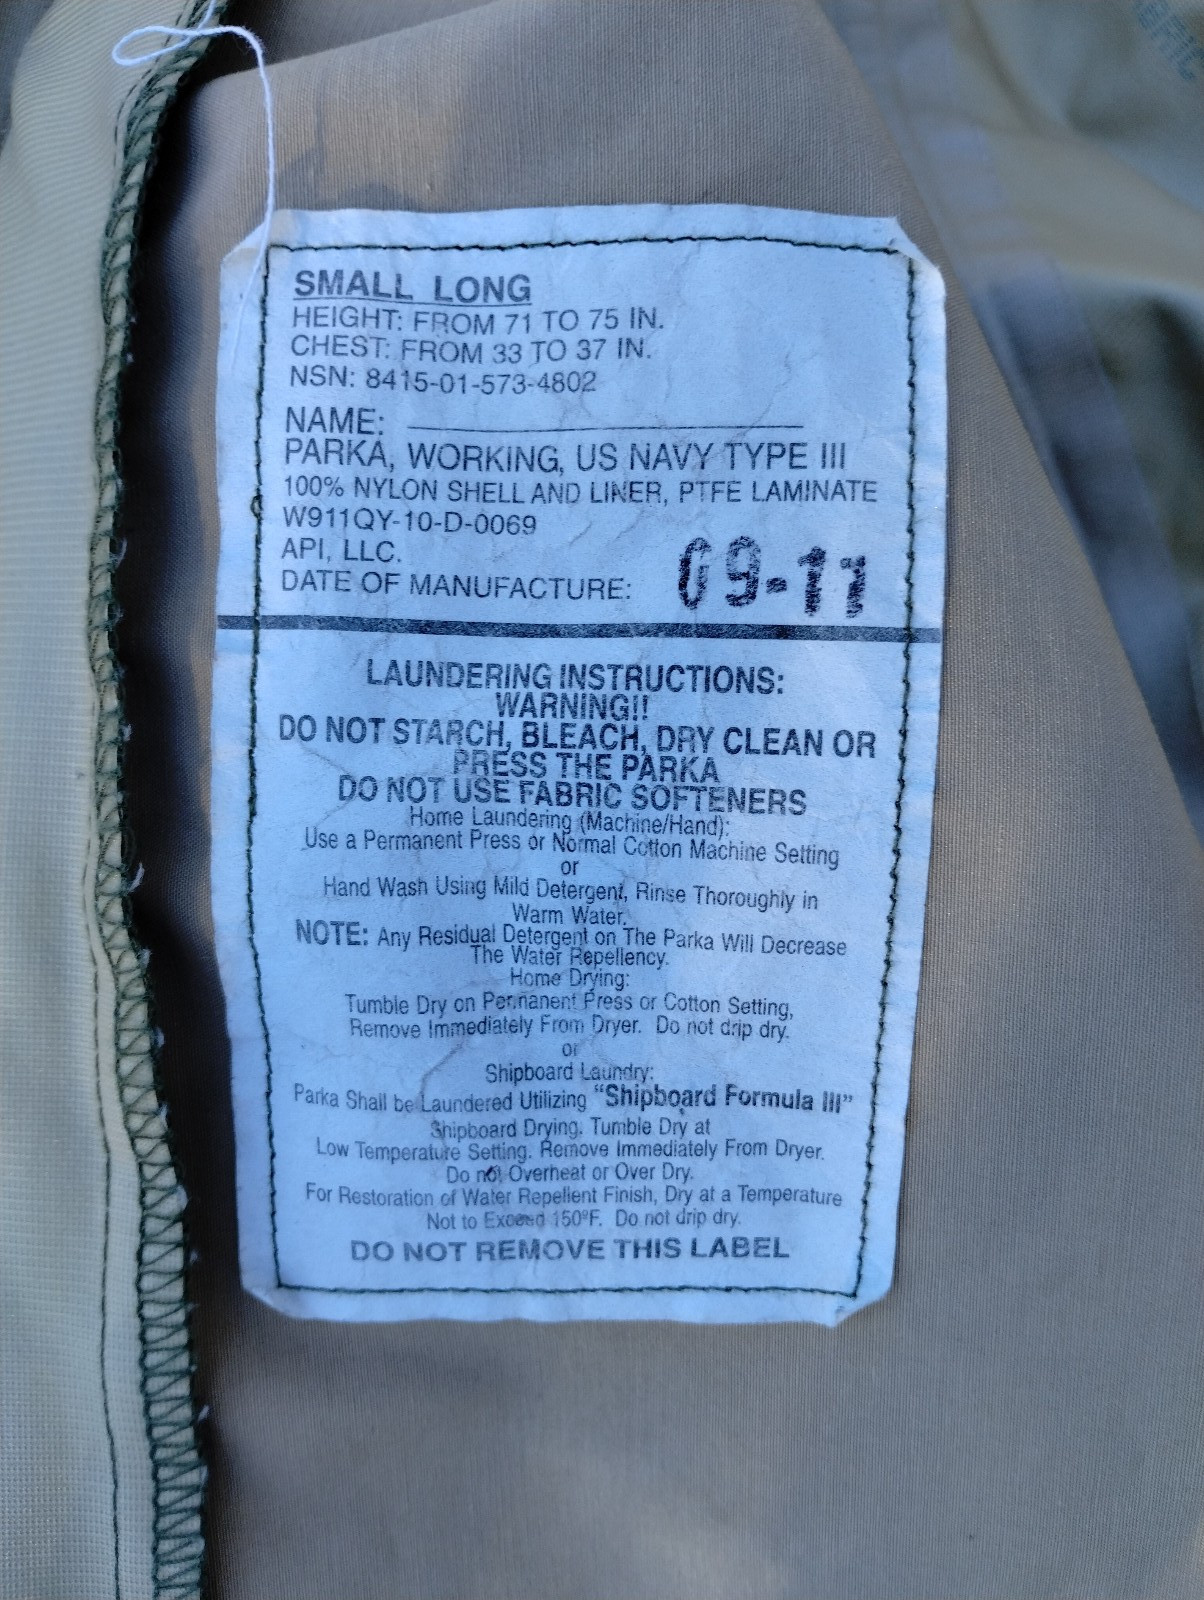 SMALL LONG
HEIGHT: FROM 71 TO 75 IN.
CHEST: FROM 33 TO 37 IN.
NSN: 8415-01-573-4802
NAME:
PARKA, WORKING, US NAVY TYPE III
100% NYLON SHELL AND LINER, PTFE LAMINATE
W911QY-10-D-0069
API, LLC.
DATE OF MANUFACTURE: 09-11
LAUNDERING INSTRUCTIONS:
WARNING!!
DO NOT STARCH, BLEACH, DRY CLEAN OR
PRESS THE PARKA
DO NOT USE FABRIC SOFTENERS
Home Laundering (Machine/Hand):
Use a Permanent Press or Normal Cotton Machine Setting
or
Hand Wash Using Mild Detergent, Rinse Thoroughly in
Warm Water.
NOTE: Any Residual Detergent on The Parka Will Decrease
The Water Repellency.
Home Drying:
Tumble Dry on Permanent Press or Cotton Setting,
Remove Immediately From Dryer. Do not drip dry.
or
Shipboard Laundry:
Parka Shall be Laundered Utilizing "Shipboard Formula III"
Shipboard Drying. Tumble Dry at
Low Temperature Setting. Remove Immediately From Dryer.
Do not Overheat or Over Dry.
For Restoration of Water Repellent Finish, Dry at a Temperature
Not to Exceed 150°F. Do not drip dry.
DO NOT REMOVE THIS LABEL